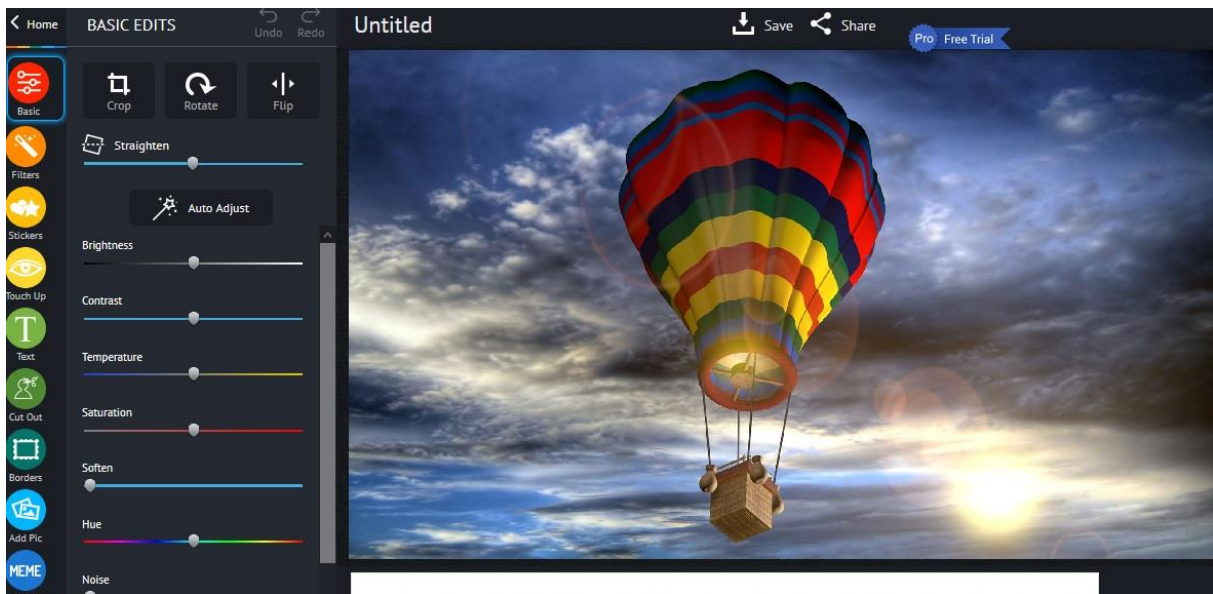 Home
BASIC EDITS
Undo
Redo
Untitled
Save
Share
Pro Free Trial
Basic
Filters
Stickers
Touch Up
Text
Cut Out
Borders
Add Pic
MEME
Crop
Rotate
Flip
Straighten
Auto Adjust
Brightness
Contrast
Temperature
Saturation
Soften
Hue
Noise